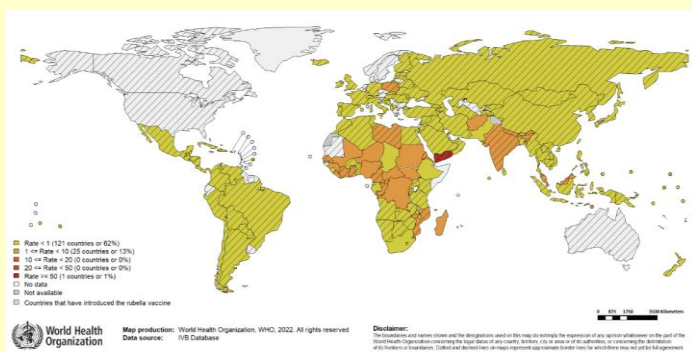 Rate < 1 (121 countries or 62%)
1 <= Rate < 10 (25 countries or 13%)
10 <= Rate < 20 (0 countries or 0%)
20 <= Rate < 50 (0 countries or 0%)
Rate >= 50 (1 countries or 1%)
No data
Not available
Countries that have introduced the rubella vaccine
0 875 1750 3500 Kilometers
World Health
Organization
Map production: World Health Organization, WHO, 2022. All rights reserved
Data source: IVB Database
Disclaimer:
The boundaries and names shown and the designations used on this map do not imply the expression of any opinion whatsoever on the part of the
World Health Organization concerning the legal status of any country, territory, city or area or of its authorities, or concerning the delimitation
of its frontiers or boundaries. Dotted and dashed lines on maps represent approximate border lines for which there may not yet be full agreement.